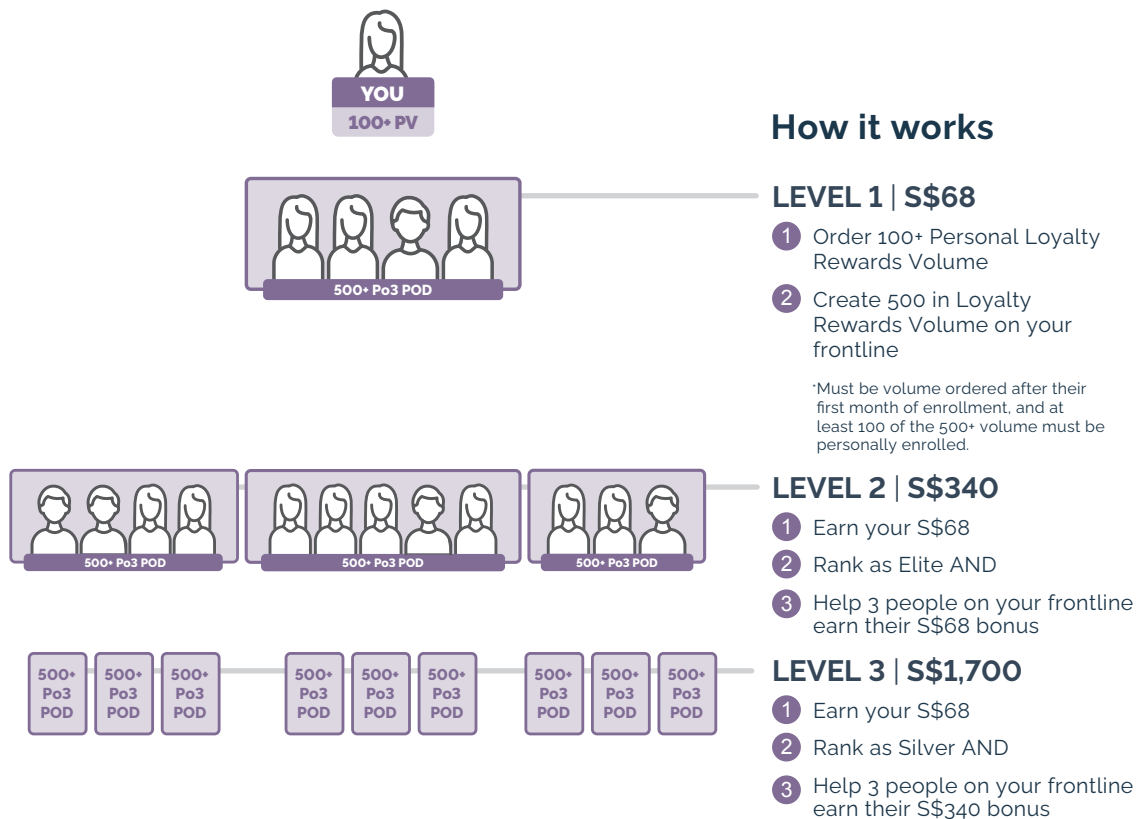 YOU
100+ PV
How it works
LEVEL 1 | S$68
1 Order 100+ Personal Loyalty
Rewards Volume
2 Create 500 in Loyalty
Rewards Volume on your
frontline
*Must be volume ordered after their
first month of enrollment, and at
least 100 of the 500+ volume must be
personally enrolled.
500+ Po3 POD
LEVEL 2 | S$340
1 Earn your S$68
2 Rank as Elite AND
3 Help 3 people on your frontline
earn their S$68 bonus
500+ Po3 POD
500+ Po3 POD
500+ Po3 POD
LEVEL 3 | S$1,700
1 Earn your S$68
2 Rank as Silver AND
3 Help 3 people on your frontline
earn their S$340 bonus
500+
Po3
POD
500+
Po3
POD
500+
Po3
POD
500+
Po3
POD
500+
Po3
POD
500+
Po3
POD
500+
Po3
POD
500+
Po3
POD
500+
Po3
POD